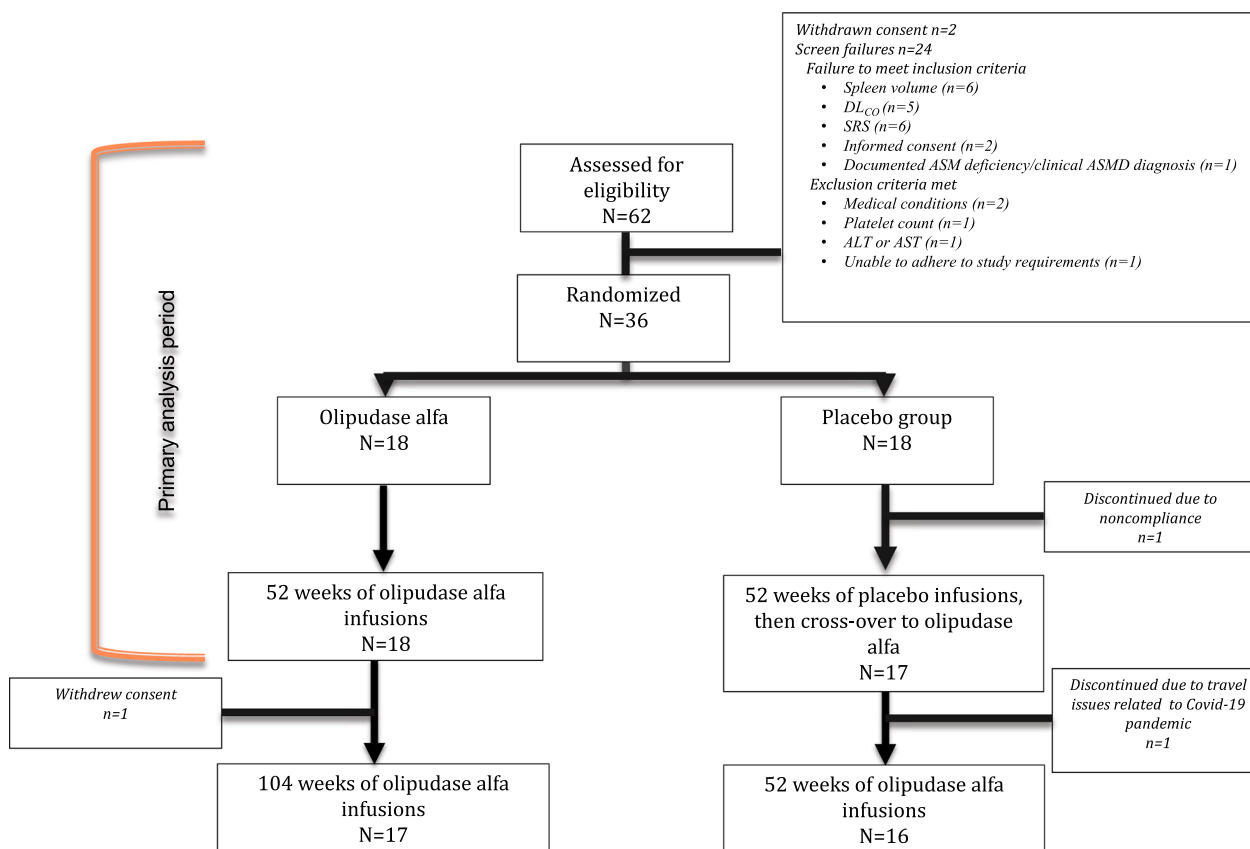 Withdrawn consent n=2
Screen failures n=24
Failure to meet inclusion criteria
• Spleen volume (n=6)
• DLCO (n=5)
• SRS (n=6)
• Informed consent (n=2)
• Documented ASM deficiency/clinical ASMD diagnosis (n=1)
Exclusion criteria met
• Medical conditions (n=2)
• Platelet count (n=1)
• ALT or AST (n=1)
• Unable to adhere to study requirements (n=1)
Assessed for
eligibility
N=62
Randomized
N=36
Primary analysis period
Olipudase alfa
N=18
Placebo group
N=18
Discontinued due to
noncompliance
n=1
52 weeks of olipudase alfa
infusions
N=18
52 weeks of placebo infusions,
then cross-over to olipudase
alfa
N=17
Withdrew consent
n=1
Discontinued due to travel
issues related to Covid-19
pandemic
n=1
104 weeks of olipudase alfa
infusions
N=17
52 weeks of olipudase alfa
infusions
N=16